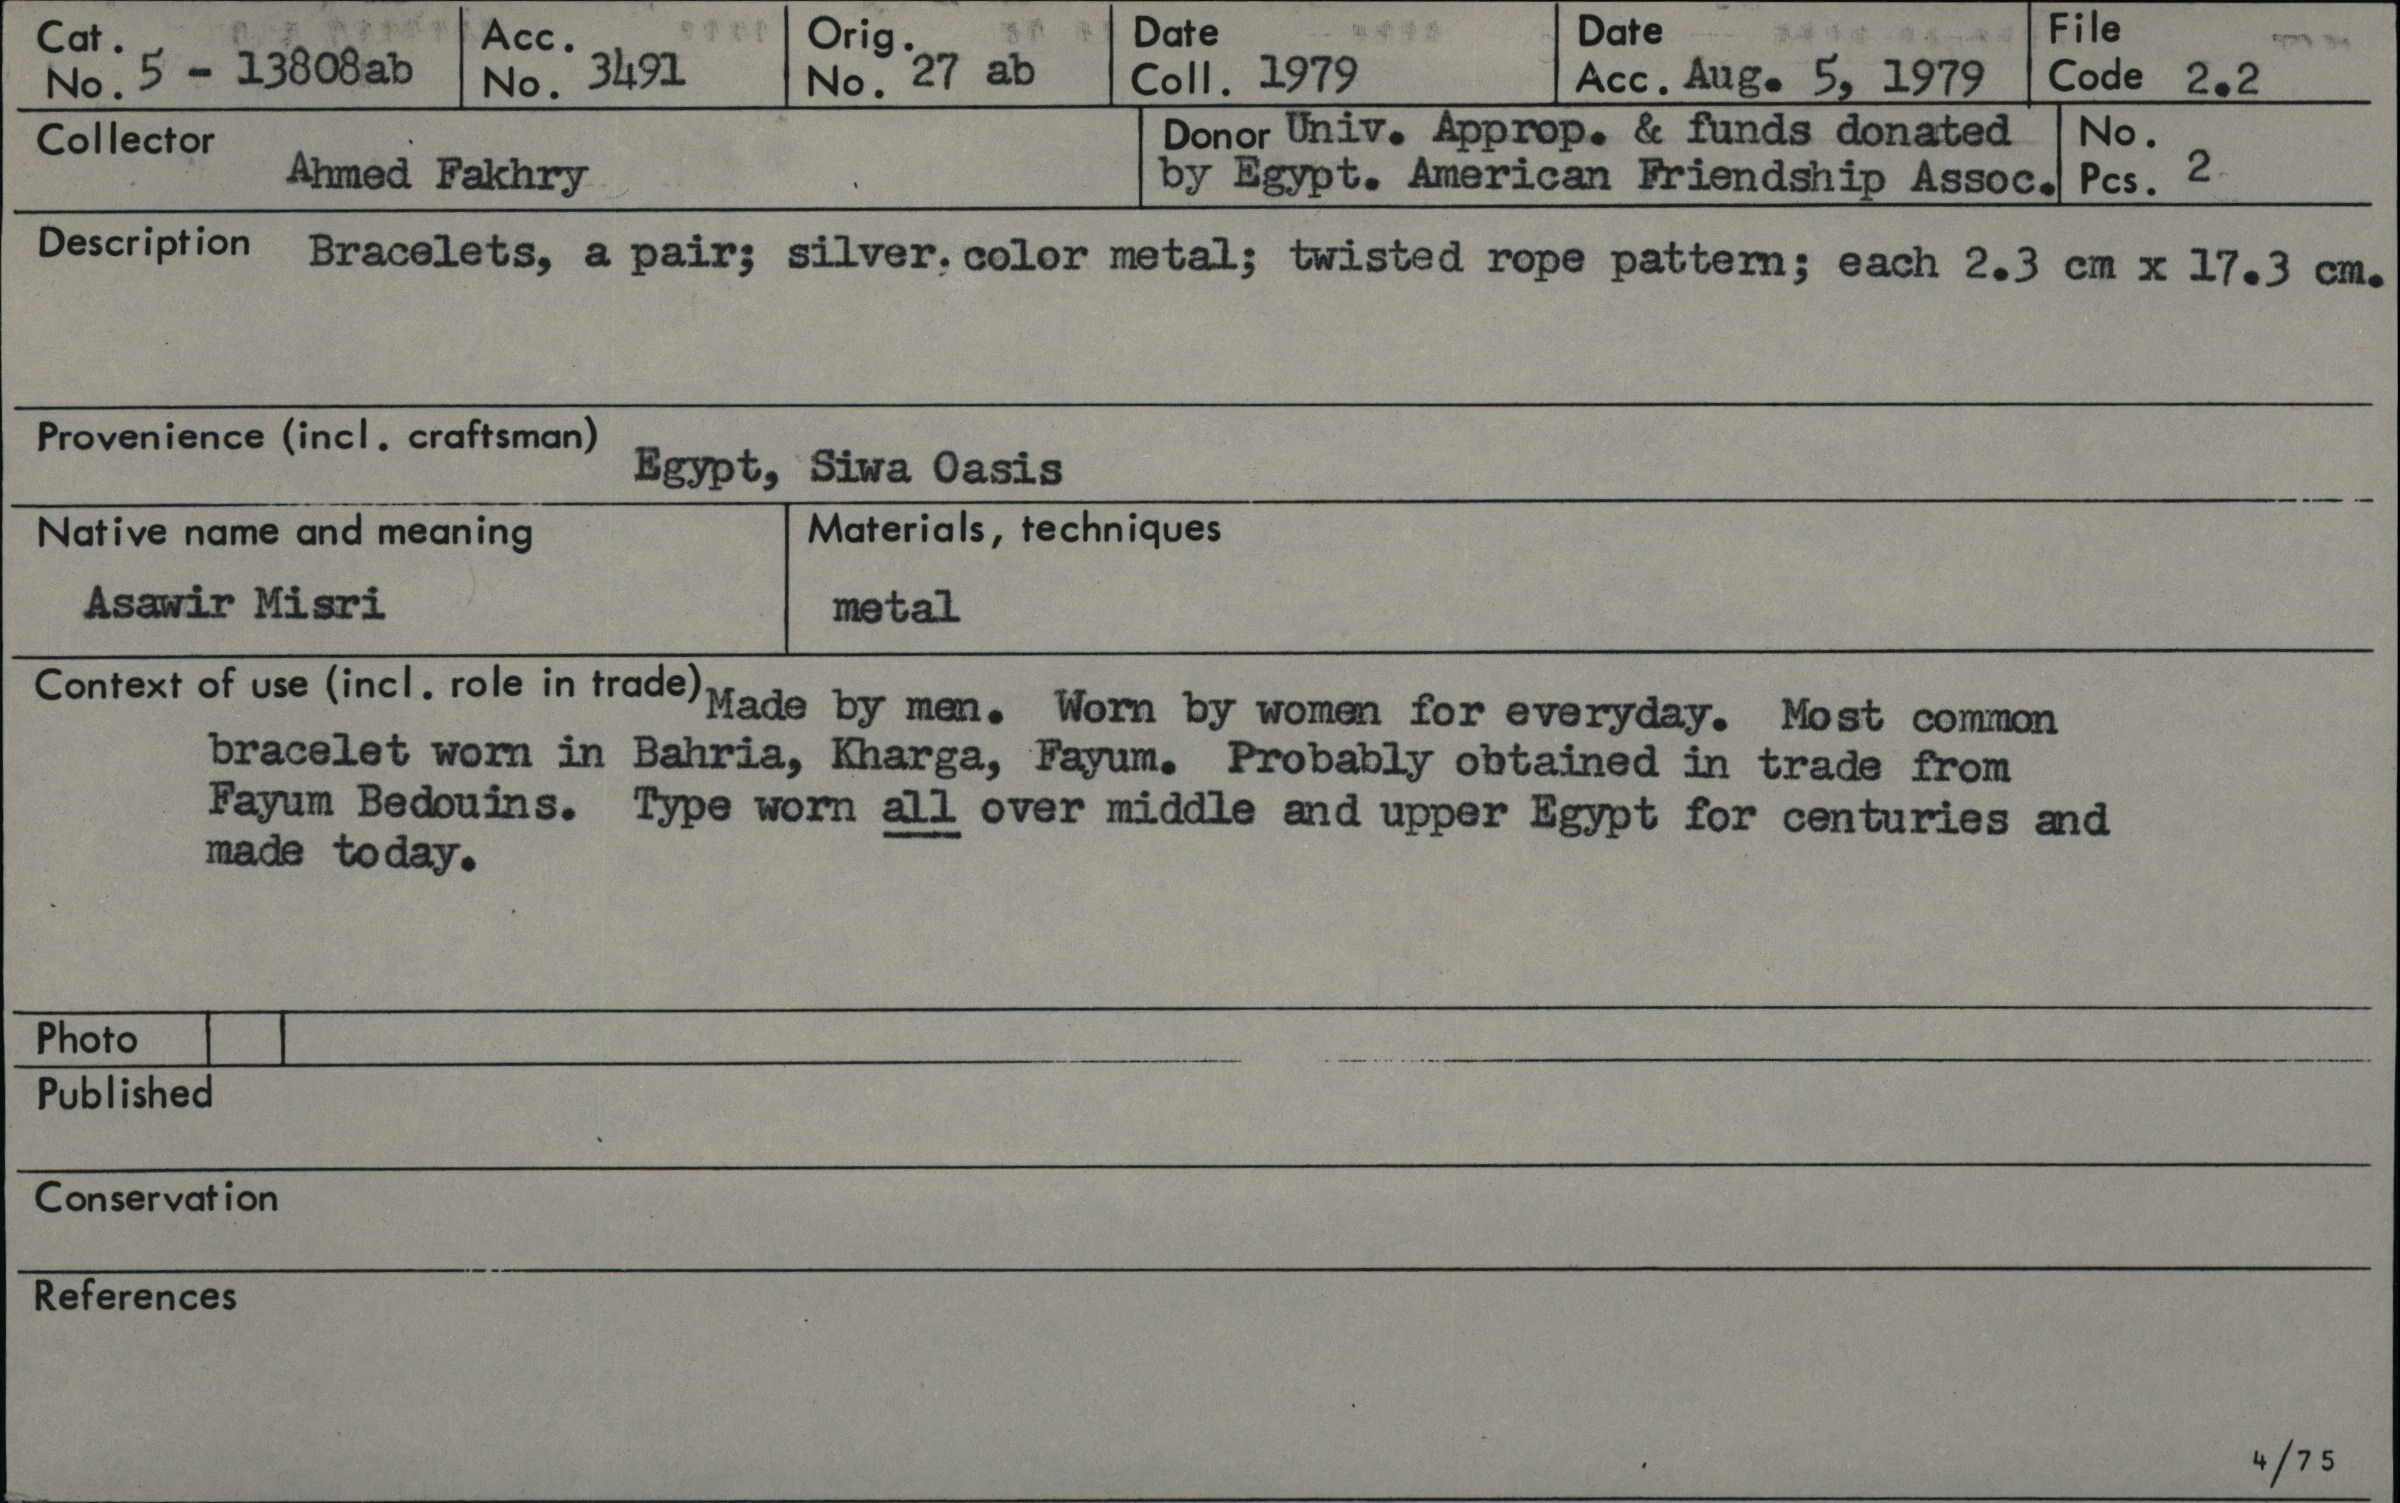 Cat. No. 5 - 13808ab
Acc. No. 3491
Orig. No. 27 ab
Date Coll. 1979
Date Acc. Aug. 5, 1979
File Code 2.2
Collector Ahmed Fakhry
Donor Univ. Approp. & funds donated
by Egypt. American Friendship Assoc.
No. Pcs. 2
Description Bracelets, a pair; silver color metal; twisted rope pattern; each 2.3 cm x 17.3 cm.
Provenience (incl. craftsman) Egypt, Siwa Oasis
Native name and meaning
Asawir Misri
Materials, techniques
metal
Context of use (incl. role in trade) Made by men. Worn by women for everyday. Most common
bracelet worn in Bahria, Kharga, Fayum. Probably obtained in trade from
Fayum Bedouins. Type worn all over middle and upper Egypt for centuries and
made today.
Photo
Published
Conservation
References
4/75